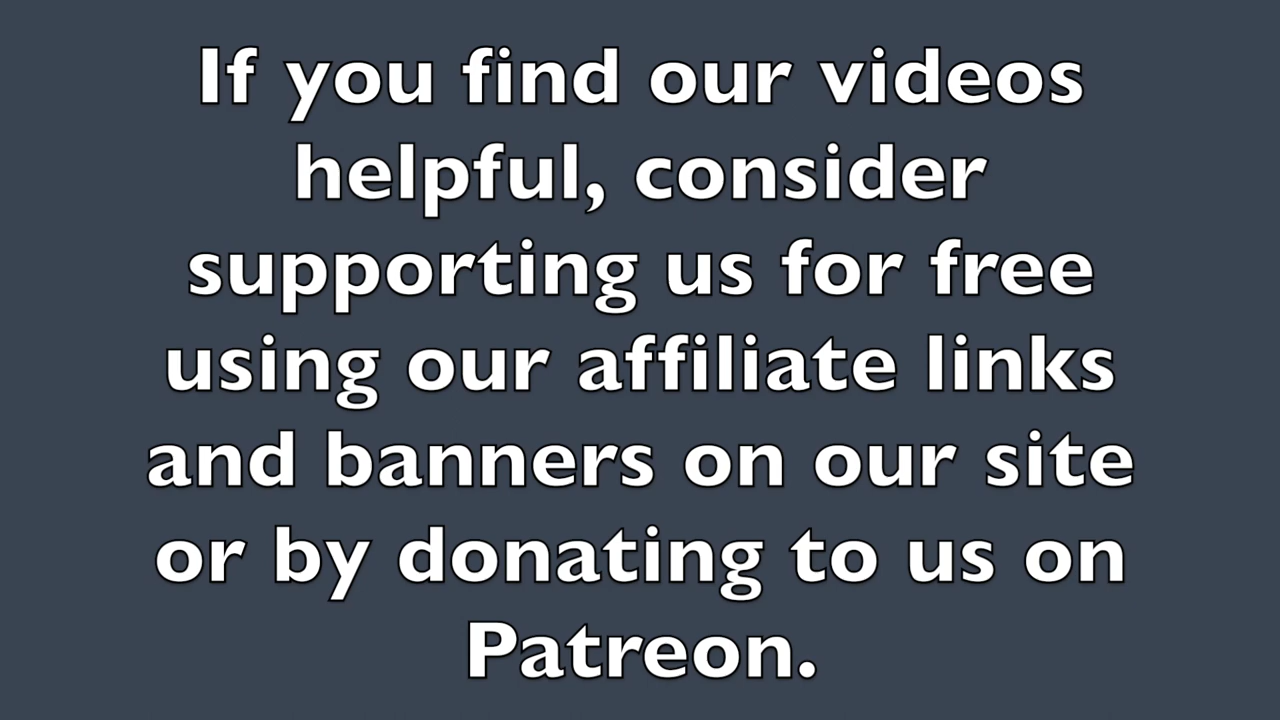 If you find our videos
helpful, consider
supporting us for free
using our affiliate links
and banners on our site
or by donating to us on
Patreon.